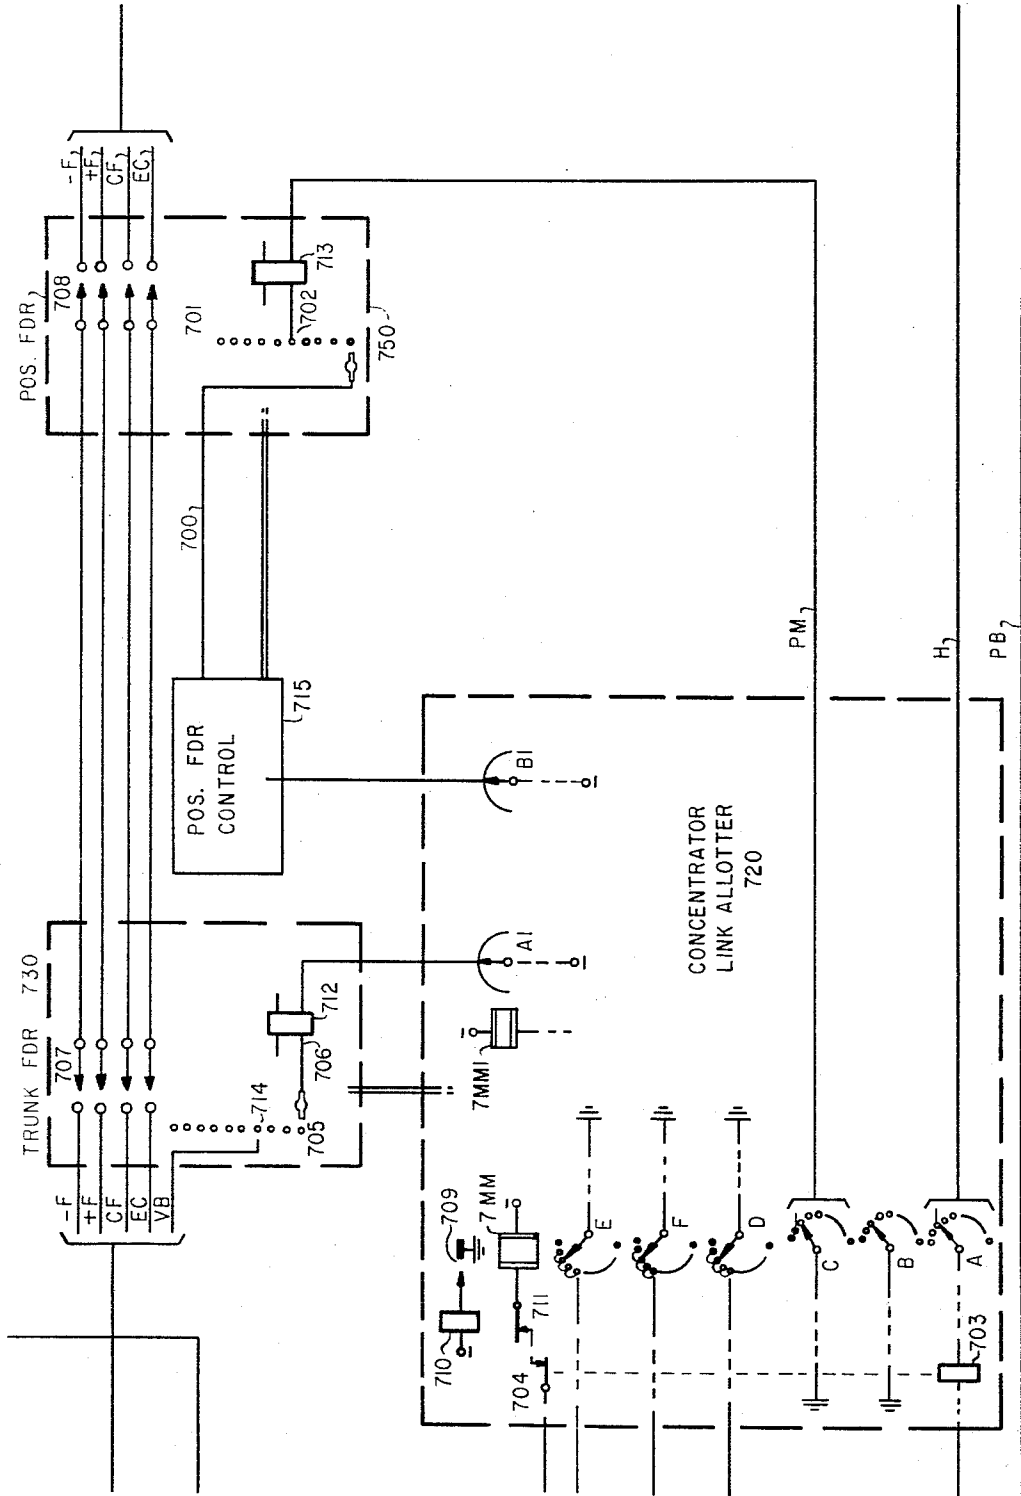 TRUNK FDR 730
-F
+F
CF
EC
VB
707
714
705
706
712
POS. FDR
CONTROL
715
700
POS. FDR
708
-F
+F
CF
EC
701
702
713
750
710
709
7MM
7MM1
711
704
A1
B1
E
F
D
C
B
A
703
CONCENTRATOR
LINK ALLOTTER
720
PM
H
PB